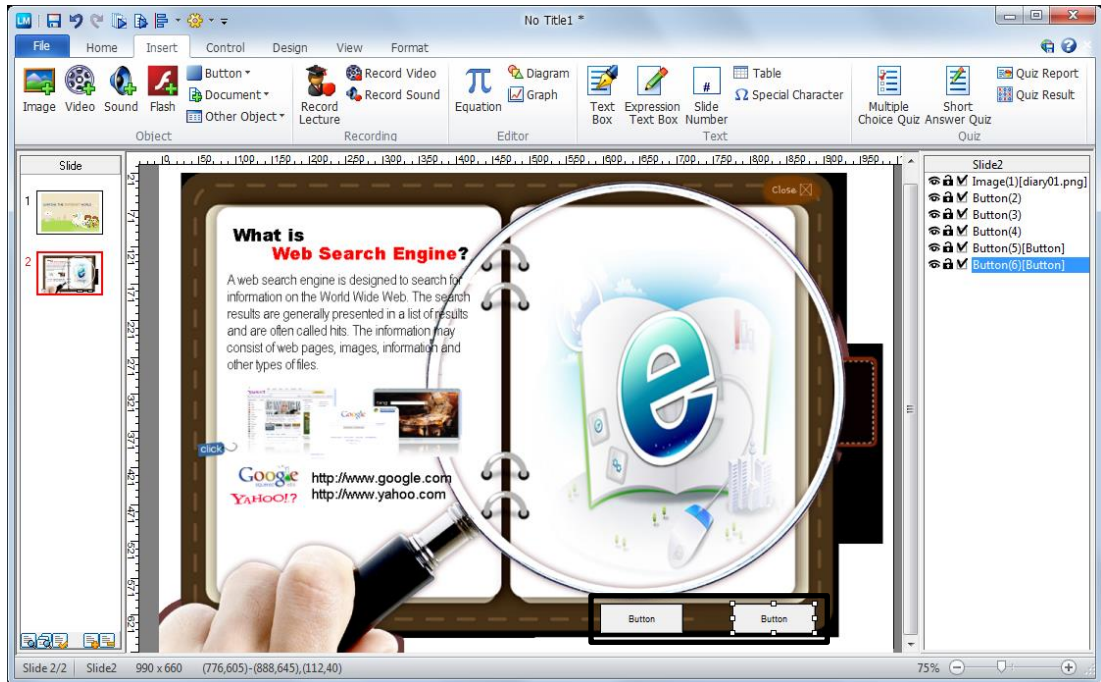 LM
No Title1 *
File Home Insert Control Design View Format
Image Video Sound Flash
Button
Document
Other Object
Object
Record Lecture
Record Video
Record Sound
Recording
π Equation
Diagram
Graph
Editor
Text Box
Expression Text Box
# Slide Number
Table
Ω Special Character
Text
Multiple Choice Quiz
Short Answer Quiz
Quiz Report
Quiz Result
Quiz
Slide
1
2
Slide2
Image(1)[diary01.png]
Button(2)
Button(3)
Button(4)
Button(5)[Button]
Button(6)[Button]
Close
What is
Web Search Engine?
A web search engine is designed to search for
information on the World Wide Web. The search
results are generally presented in a list of results
and are often called hits. The information may
consist of web pages, images, information and
other types of files.
Google
click
Google
YAHOO!?
http://www.google.com
http://www.yahoo.com
e
Button
Button
Slide 2/2 Slide2 990 x 660 (776,605)-(888,645),(112,40)
75%